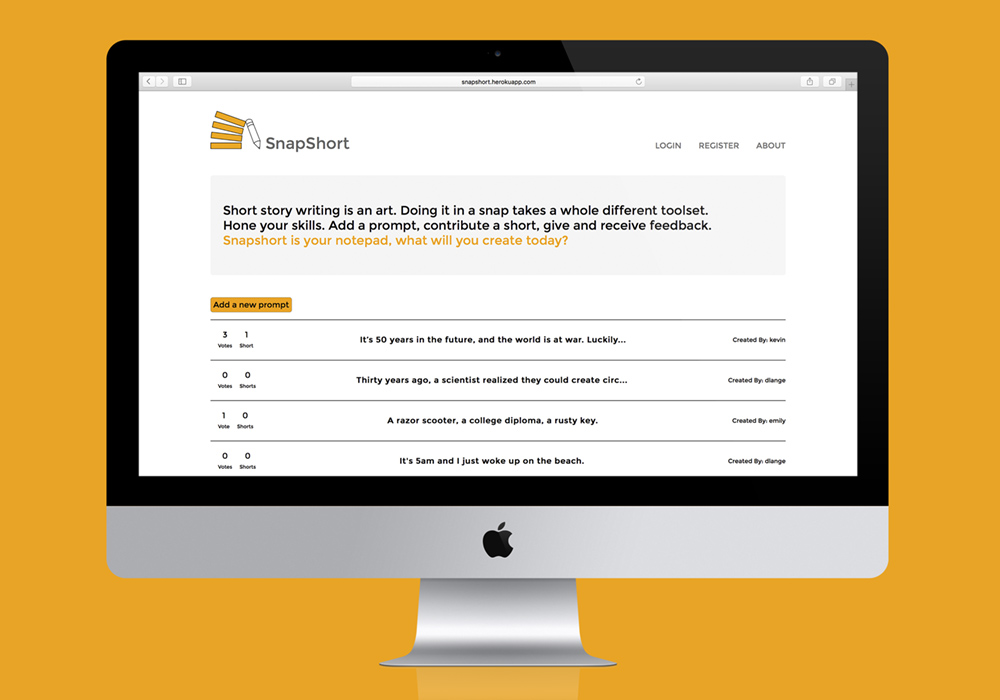 snapshort.herokuapp.com
SnapShort
LOGIN REGISTER ABOUT
Short story writing is an art. Doing it in a snap takes a whole different toolset.
Hone your skills. Add a prompt, contribute a short, give and receive feedback.
Snapshort is your notepad, what will you create today?
Add a new prompt
3 1
Votes Short
It's 50 years in the future, and the world is at war. Luckily...
Created By: kevin
0 0
Votes Shorts
Thirty years ago, a scientist realized they could create circ...
Created By: dlange
1 0
Vote Shorts
A razor scooter, a college diploma, a rusty key.
Created By: emily
0 0
Votes Shorts
It's 5am and I just woke up on the beach.
Created By: dlange